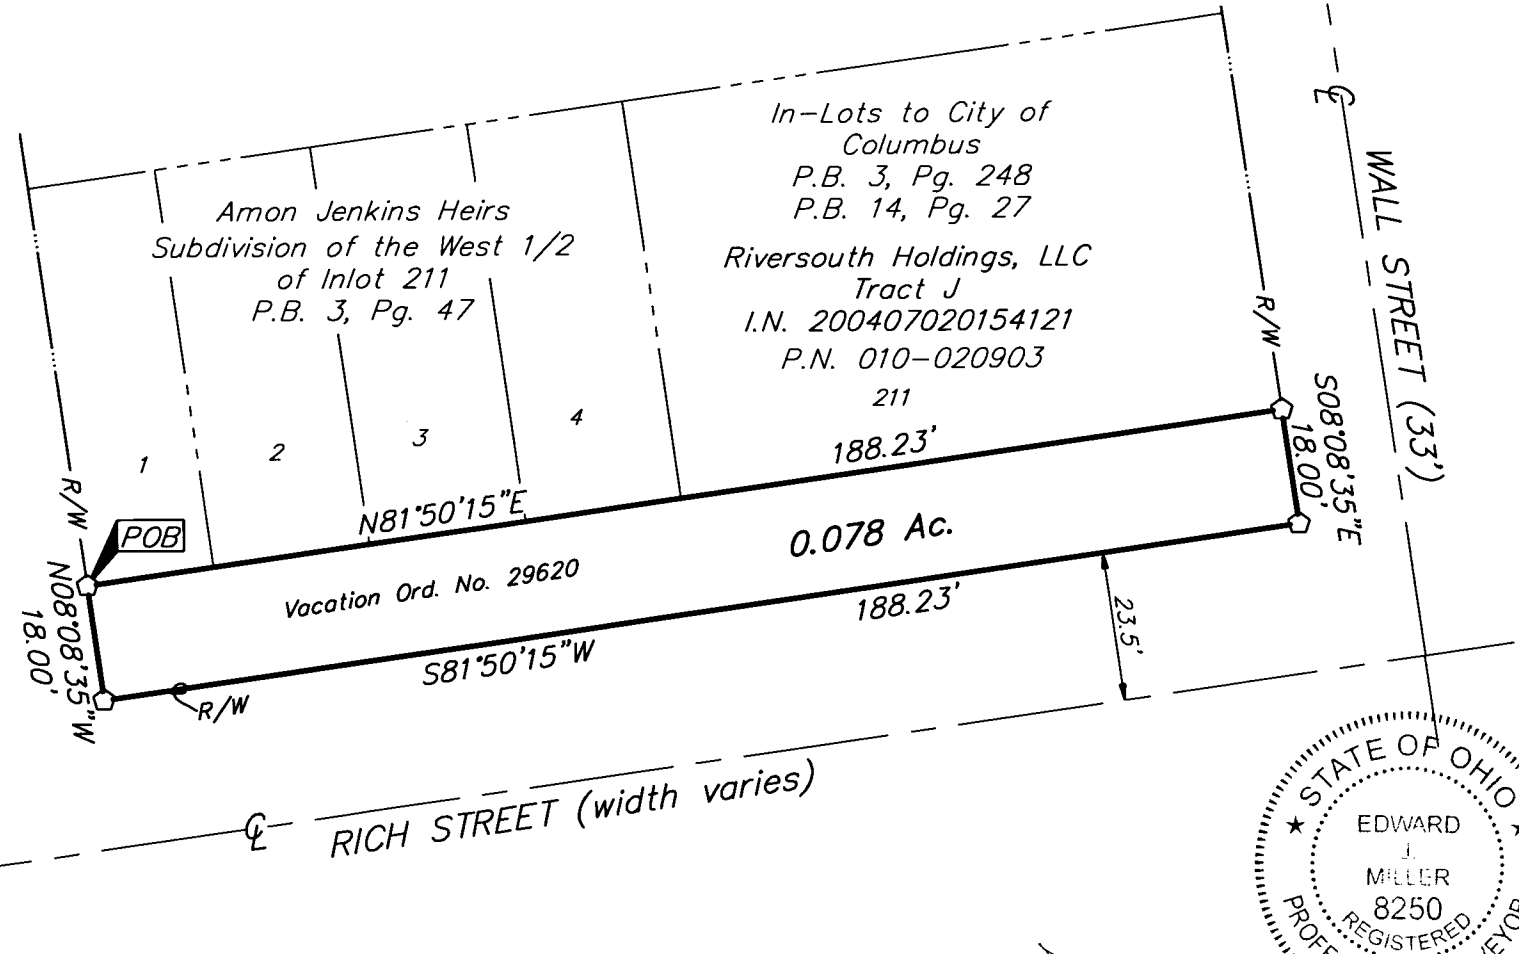 In-Lots to City of
Columbus
P.B. 3, Pg. 248
P.B. 14, Pg. 27
Riversouth Holdings, LLC
Tract J
I.N. 200407020154121
P.N. 010-020903
211
Amon Jenkins Heirs
Subdivision of the West 1/2
of Inlot 211
P.B. 3, Pg. 47
1
2
3
4
R/W
R/W
℄
WALL STREET (33')
S08°08'35"E
18.00'
188.23'
N81°50'15"E
POB
0.078 Ac.
Vacation Ord. No. 29620
N08°08'35"W
18.00'
188.23'
S81°50'15"W
23.5'
R/W
℄
RICH STREET (width varies)
STATE OF OHIO
EDWARD
J.
MILLER
8250
REGISTERED